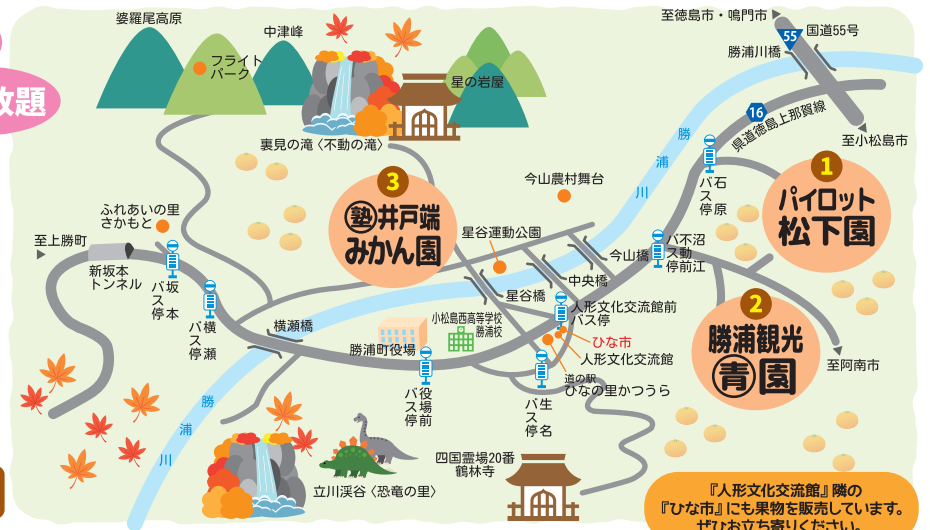 放題
婆羅尾高原
フライト
パーク
中津峰
裏見の滝〈不動の滝〉
星の岩屋
至徳島市・鳴門市
55
国道55号
勝浦川橋
16
県道徳島上那賀線
至小松島市
勝浦川
石原
バス停
1
パイロット
松下園
今山農村舞台
3
塾井戸端
みかん園
ふれあいの里
さかもと
至上勝町
新坂本
トンネル
坂本
バス停
横瀬
バス停
横瀬橋
星谷運動公園
星谷橋
中央橋
今山橋
沼江
不動前
バス停
2
勝浦観光
青園
至阿南市
人形文化交流館前
バス停
ひな市
人形文化交流館
道の駅
ひなの里かつうら
生名
バス停
小松島西高等学校
勝浦校
勝浦町役場
役場前
バス停
勝浦川
立川渓谷〈恐竜の里〉
四国霊場20番
鶴林寺
『人形文化交流館』隣の
『ひな市』にも果物を販売しています。
ぜひお立ち寄りください。